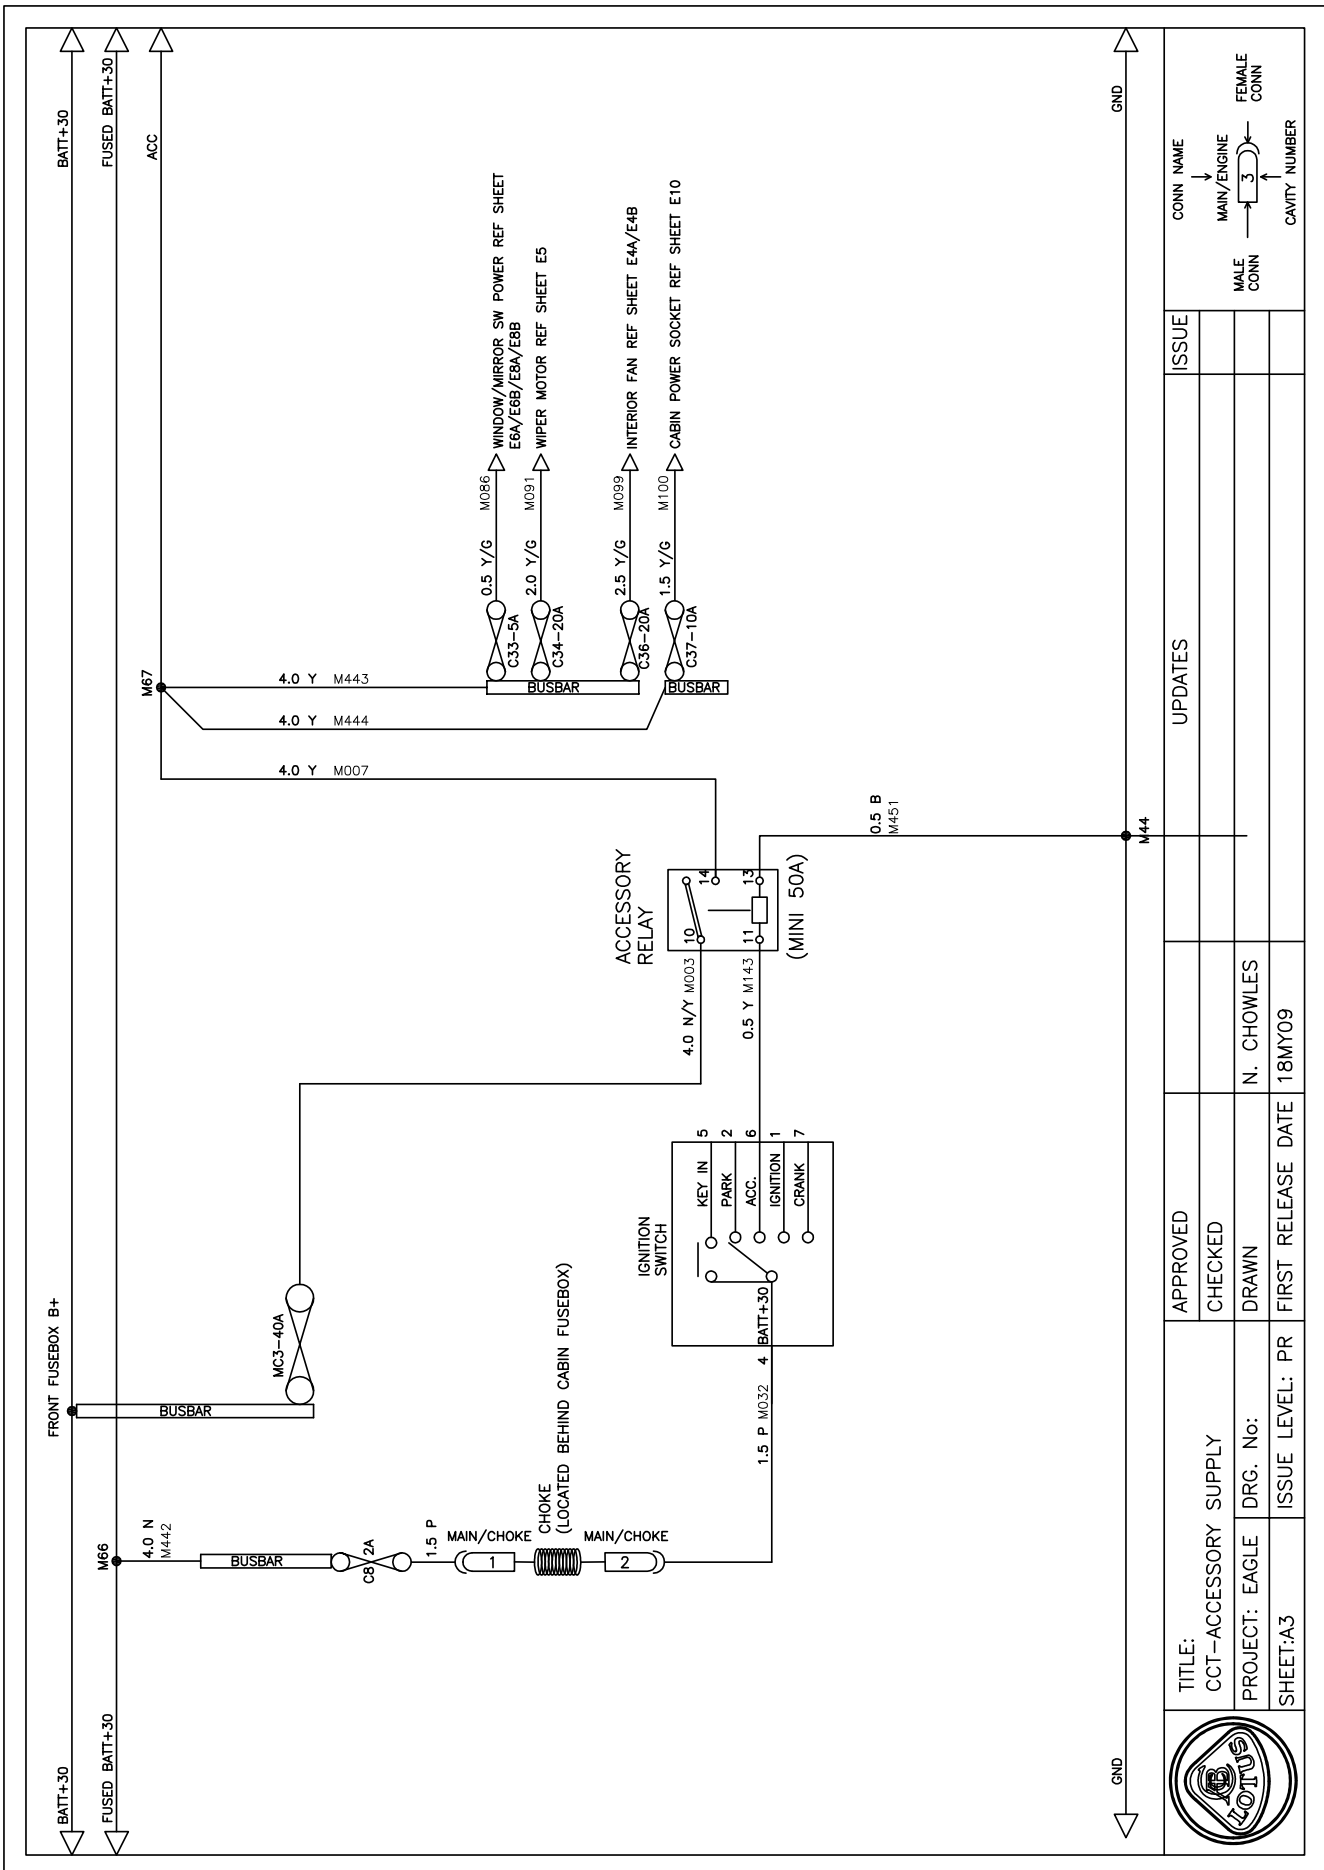 BATT+30
FRONT FUSEBOX B+
BATT+30
FUSED BATT+30
M66
FUSED BATT+30
M67
ACC
4.0 N
M442
BUSBAR
C8 2A
1.5 P
MAIN/CHOKE
1
CHOKE
(LOCATED BEHIND CABIN FUSEBOX)
MAIN/CHOKE
2
1.5 P M032
BUSBAR
MC3-40A
IGNITION
SWITCH
4
BATT+30
KEY IN
5
PARK
2
ACC.
6
IGNITION
1
CRANK
7
4.0 N/Y M003
0.5 Y M143
ACCESSORY
RELAY
10
14
11
13
(MINI 50A)
0.5 B
M451
4.0 Y M007
4.0 Y M444
4.0 Y M443
BUSBAR
BUSBAR
C33-5A
0.5 Y/G
M086
WINDOW/MIRROR SW POWER REF SHEET
E6A/E6B/E8A/E8B
C34-20A
2.0 Y/G
M091
WIPER MOTOR REF SHEET E5
C36-20A
2.5 Y/G
M099
INTERIOR FAN REF SHEET E4A/E4B
C37-10A
1.5 Y/G
M100
CABIN POWER SOCKET REF SHEET E10
GND
M44
GND
LOTUS
TITLE:
CCT-ACCESSORY SUPPLY
PROJECT: EAGLE
DRG. No:
SHEET:A3
ISSUE LEVEL: PR
APPROVED
CHECKED
DRAWN
N. CHOWLES
FIRST RELEASE DATE
18MY09
UPDATES
ISSUE
CONN NAME
MAIN/ENGINE
MALE
CONN
3
FEMALE
CONN
CAVITY NUMBER